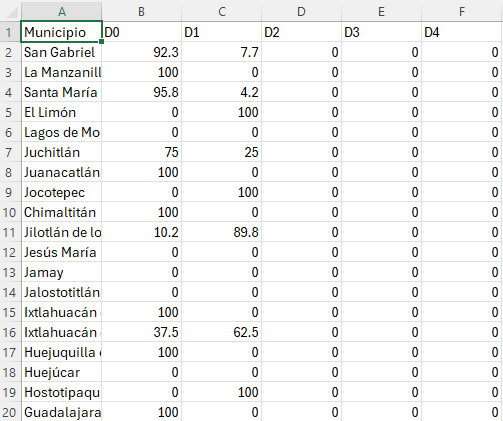 A B C D E F
1 Municipio D0 D1 D2 D3 D4
2 San Gabriel 92.3 7.7 0 0 0
3 La Manzanill 100 0 0 0 0
4 Santa María 95.8 4.2 0 0 0
5 El Limón 0 100 0 0 0
6 Lagos de Mo 0 0 0 0 0
7 Juchitlán 75 25 0 0 0
8 Juanacatlán 100 0 0 0 0
9 Jocotepec 0 100 0 0 0
10 Chimaltitán 100 0 0 0 0
11 Jilotlán de lo 10.2 89.8 0 0 0
12 Jesús María 0 0 0 0 0
13 Jamay 0 0 0 0 0
14 Jalostotitlán 0 0 0 0 0
15 Ixtlahuacán 100 0 0 0 0
16 Ixtlahuacán 37.5 62.5 0 0 0
17 Huejuquilla 100 0 0 0 0
18 Huejúcar 0 0 0 0 0
19 Hostotipaqu 0 100 0 0 0
20 Guadalajara 100 0 0 0 0